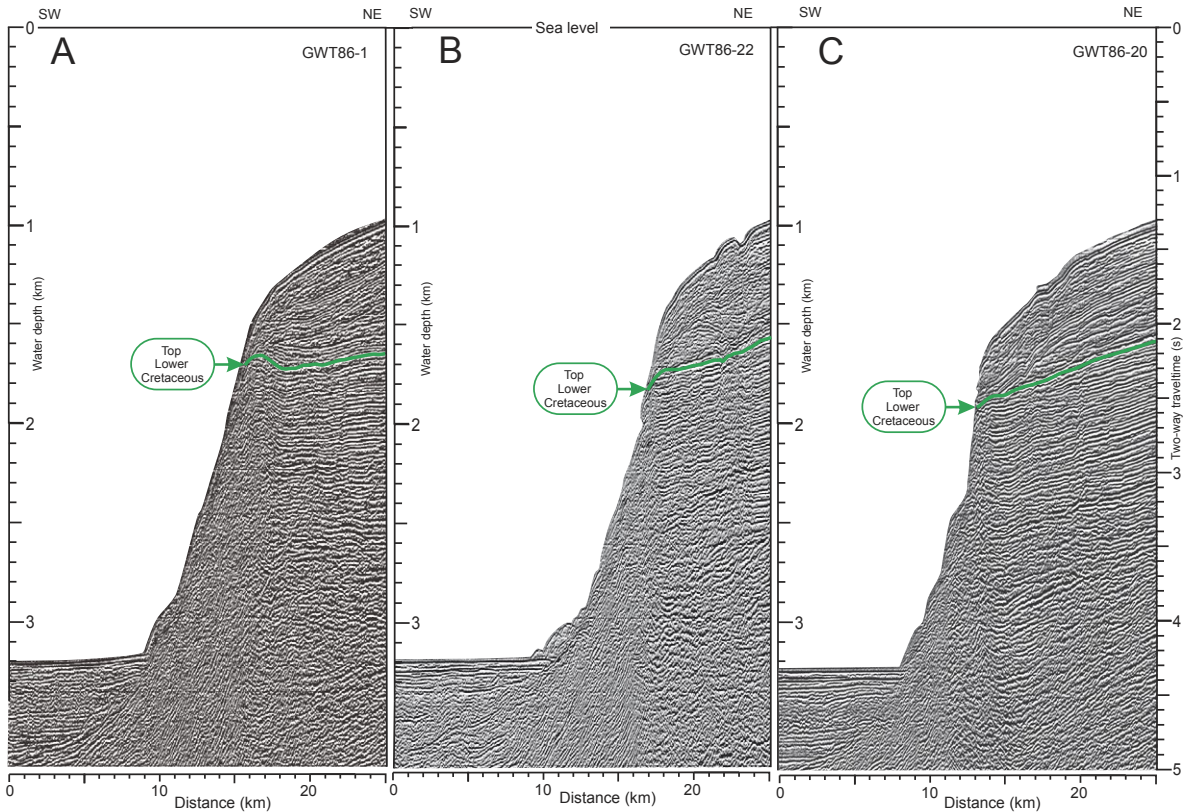 SW NE Sea level SW NE SW NE
0 0
A GWT86-1
B GWT86-22
C GWT86-20
1 1 1 1
Water depth (km)
Water depth (km)
Water depth (km)
Top
Lower
Cretaceous
Top
Lower
Cretaceous
Top
Lower
Cretaceous
2 2 2 2
Two-way traveltime (s)
3 3 3 3
4
5
0 10 20
Distance (km)
0 10 20
Distance (km)
0 10 20
Distance (km)